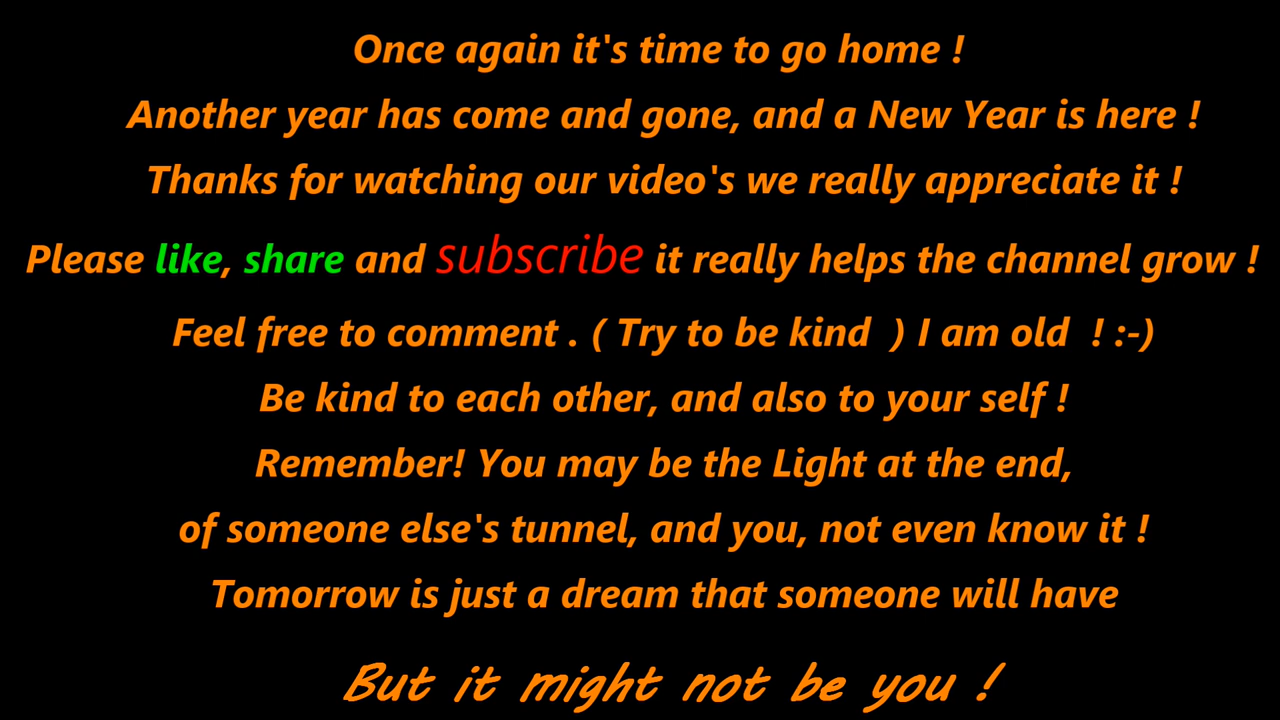 Once again it's time to go home !
Another year has come and gone, and a New Year is here !
Thanks for watching our video's we really appreciate it !
Please like, share and subscribe it really helps the channel grow !
Feel free to comment . ( Try to be kind  ) I am old  ! :-)
Be kind to each other, and also to your self !
Remember! You may be the Light at the end,
of someone else's tunnel, and you, not even know it !
Tomorrow is just a dream that someone will have
But it might not be you !